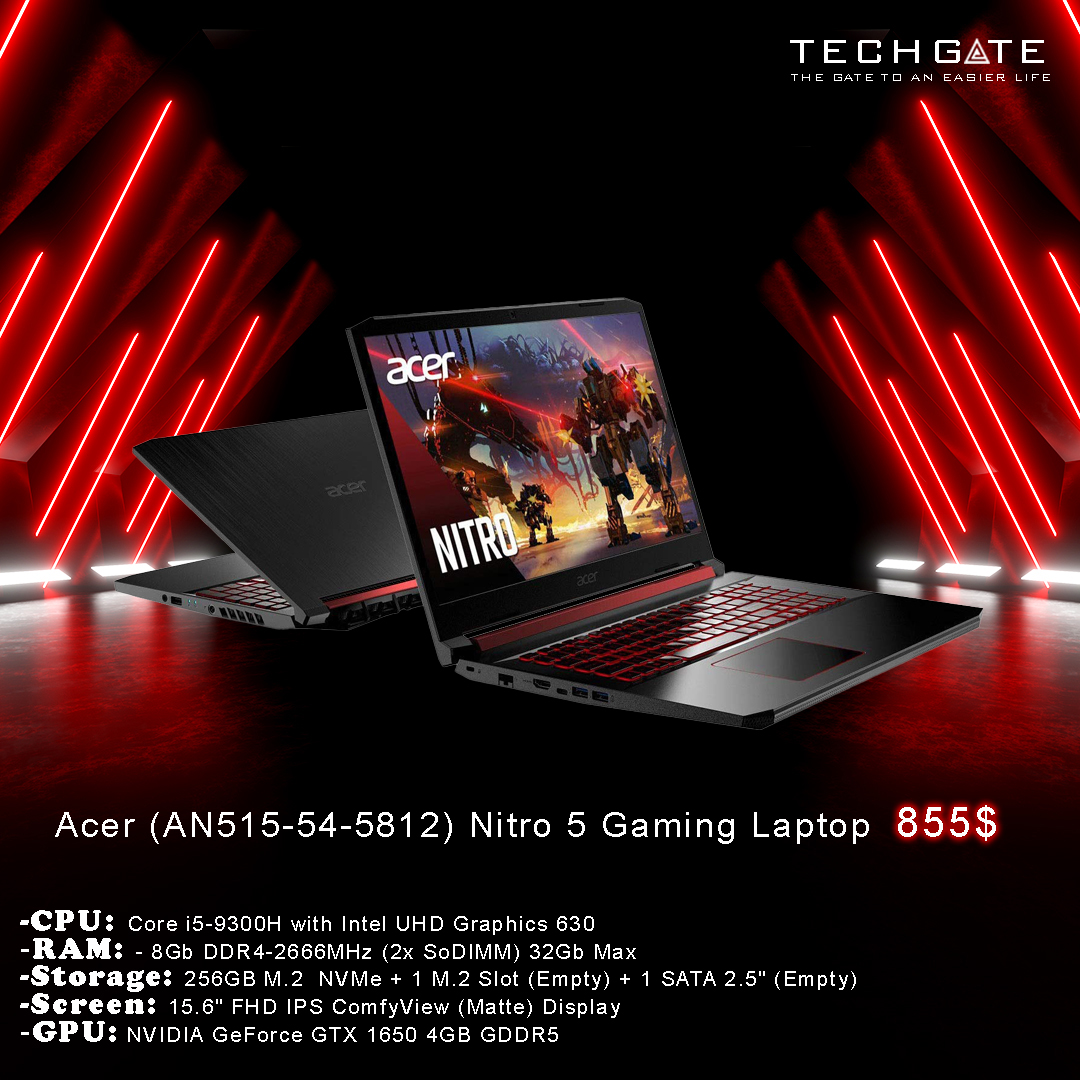 TECHGATE
THE GATE TO AN EASIER LIFE
acer
NITRO
acer
acer
Acer (AN515-54-5812) Nitro 5 Gaming Laptop 855$
-CPU: Core i5-9300H with Intel UHD Graphics 630
-RAM: - 8Gb DDR4-2666MHz (2x SoDIMM) 32Gb Max
-Storage: 256GB M.2 NVMe + 1 M.2 Slot (Empty) + 1 SATA 2.5" (Empty)
-Screen: 15.6" FHD IPS ComfyView (Matte) Display
-GPU: NVIDIA GeForce GTX 1650 4GB GDDR5